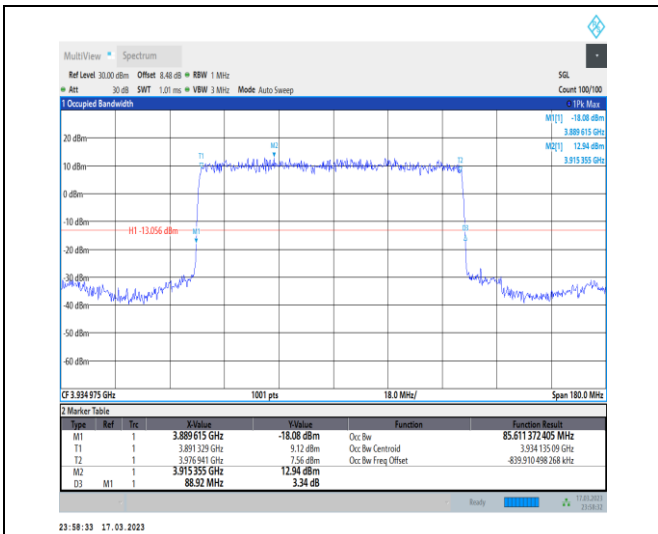 MultiView Spectrum
Ref Level 30.00 dBm Offset 8.48 dB RBW 1 MHz SGL
Att 30 dB SWT 1.01 ms VBW 3 MHz Mode Auto Sweep Count 100/100
1 Occupied Bandwidth 1Pk Max
M1[1] -18.08 dBm
3.889 615 GHz
M2[1] 12.94 dBm
3.915 355 GHz
20 dBm
M2
T1
T2
10 dBm
0 dBm
-10 dBm
H1 -13.056 dBm
M1
D3
-30 dBm
-40 dBm
-50 dBm
-60 dBm
CF 3.934 975 GHz 1001 pts 18.0 MHz/ Span 180.0 MHz
2 Marker Table
Type Ref Trc X-Value Y-Value Function Function Result
M1 1 3.889 615 GHz -18.08 dBm Occ Bw 85.611 372 405 MHz
T1 1 3.891 329 GHz 9.12 dBm Occ Bw Centroid 3.934 135 09 GHz
T2 1 3.976 941 GHz 7.56 dBm Occ Bw Freq Offset -839.910 498 268 kHz
M2 1 3.915 355 GHz 12.94 dBm
D3 M1 1 88.92 MHz 3.34 dB
Ready 17.03.2023
23:58:32
23:58:33 17.03.2023